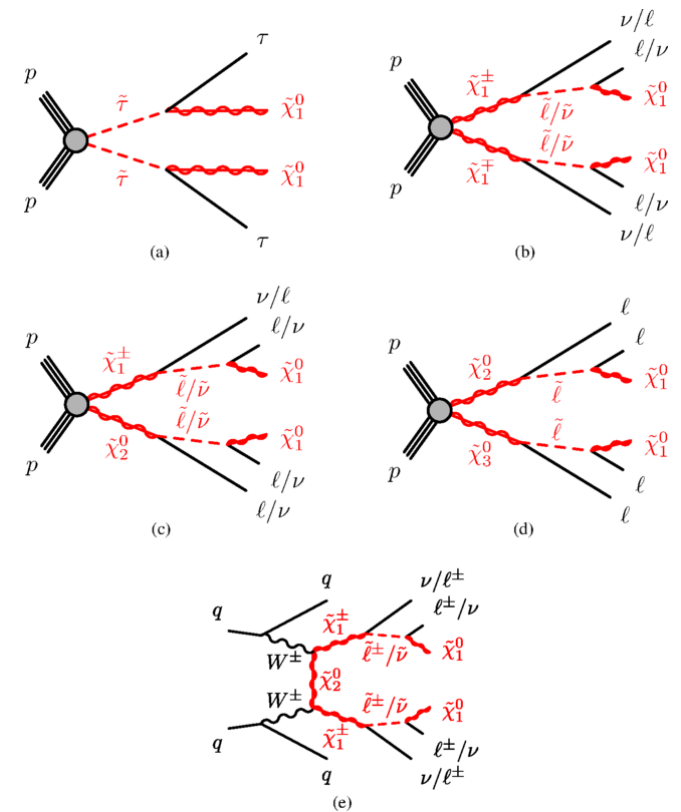 τ
p
τ̃
χ̃₁⁰
τ̃
χ̃₁⁰
p
τ
(a)
ν/ℓ
ℓ/ν
p
χ̃₁±
χ̃₁⁰
ℓ̃/ν̃
ℓ̃/ν̃
χ̃₁∓
χ̃₁⁰
p
ℓ/ν
ν/ℓ
(b)
ν/ℓ
ℓ/ν
p
χ̃₁±
χ̃₁⁰
ℓ̃/ν̃
ℓ̃/ν̃
χ̃₂⁰
χ̃₁⁰
p
ℓ/ν
ℓ/ν
(c)
ℓ
ℓ
p
χ̃₂⁰
χ̃₁⁰
ℓ̃
ℓ̃
χ̃₃⁰
χ̃₁⁰
p
ℓ
ℓ
(d)
q
ν/ℓ±
ℓ±/ν
q
χ̃₁±
W±
ℓ̃±/ν̃
χ̃₁⁰
χ̃₂⁰
W±
ℓ̃±/ν̃
χ̃₁⁰
χ̃₁±
q
ℓ±/ν
q
ν/ℓ±
(e)